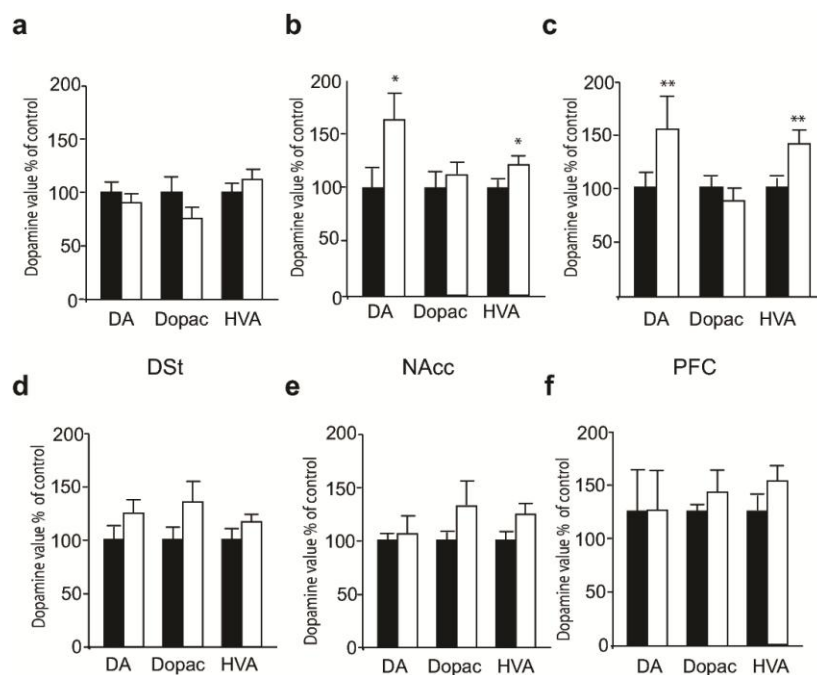 a
b
c
Dopamine value % of control
200
150
100
50
0
*
*
DA Dopac HVA
Dopamine value % of control
200
150
100
50
0
**
**
DA Dopac HVA
Dopamine value % of control
200
150
100
50
DA Dopac HVA
DSt
NAcc
PFC
d
e
f
Dopamine value % of control
200
150
100
50
0
DA Dopac HVA
Dopamine value % of control
200
150
100
50
0
DA Dopac HVA
Dopamine value % of control
200
150
100
50
0
DA Dopac HVA